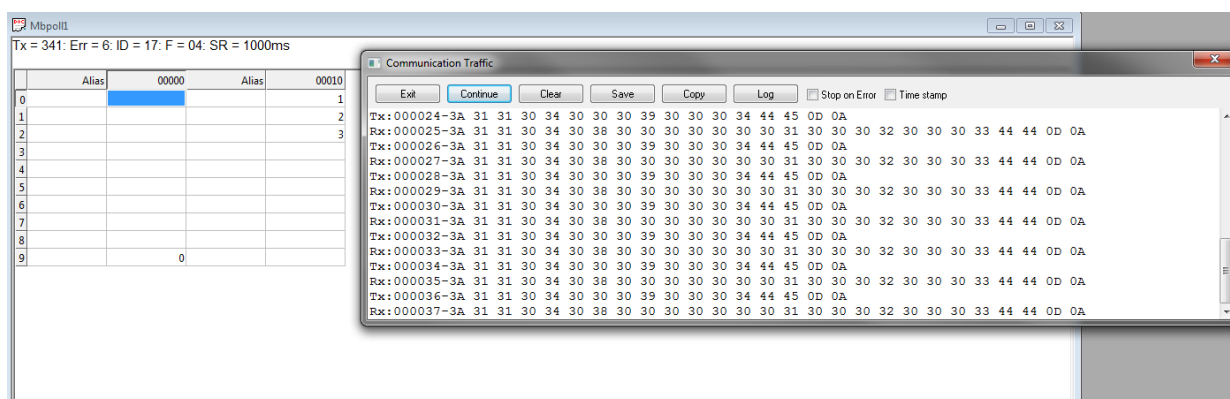 Mbpoll1
Tx = 341: Err = 6: ID = 17: F = 04: SR = 1000ms
Alias 00000 Alias 00010
0 1
1 2
2 3
3
4
5
6
7
8
9 0
Communication Traffic
Exit Continue Clear Save Copy Log Stop on Error Time stamp
Tx:000024-3A 31 31 30 34 30 30 30 39 30 30 30 34 44 45 0D 0A
Rx:000025-3A 31 31 30 34 30 38 30 30 30 30 30 30 31 30 30 30 32 30 30 30 33 44 44 0D 0A
Tx:000026-3A 31 31 30 34 30 30 30 39 30 30 30 34 44 45 0D 0A
Rx:000027-3A 31 31 30 34 30 38 30 30 30 30 30 30 31 30 30 30 32 30 30 30 33 44 44 0D 0A
Tx:000028-3A 31 31 30 34 30 30 30 39 30 30 30 34 44 45 0D 0A
Rx:000029-3A 31 31 30 34 30 38 30 30 30 30 30 30 31 30 30 30 32 30 30 30 33 44 44 0D 0A
Tx:000030-3A 31 31 30 34 30 30 30 39 30 30 30 34 44 45 0D 0A
Rx:000031-3A 31 31 30 34 30 38 30 30 30 30 30 30 31 30 30 30 32 30 30 30 33 44 44 0D 0A
Tx:000032-3A 31 31 30 34 30 30 30 39 30 30 30 34 44 45 0D 0A
Rx:000033-3A 31 31 30 34 30 38 30 30 30 30 30 30 31 30 30 30 32 30 30 30 33 44 44 0D 0A
Tx:000034-3A 31 31 30 34 30 30 30 39 30 30 30 34 44 45 0D 0A
Rx:000035-3A 31 31 30 34 30 38 30 30 30 30 30 30 31 30 30 30 32 30 30 30 33 44 44 0D 0A
Tx:000036-3A 31 31 30 34 30 30 30 39 30 30 30 34 44 45 0D 0A
Rx:000037-3A 31 31 30 34 30 38 30 30 30 30 30 30 31 30 30 30 32 30 30 30 33 44 44 0D 0A